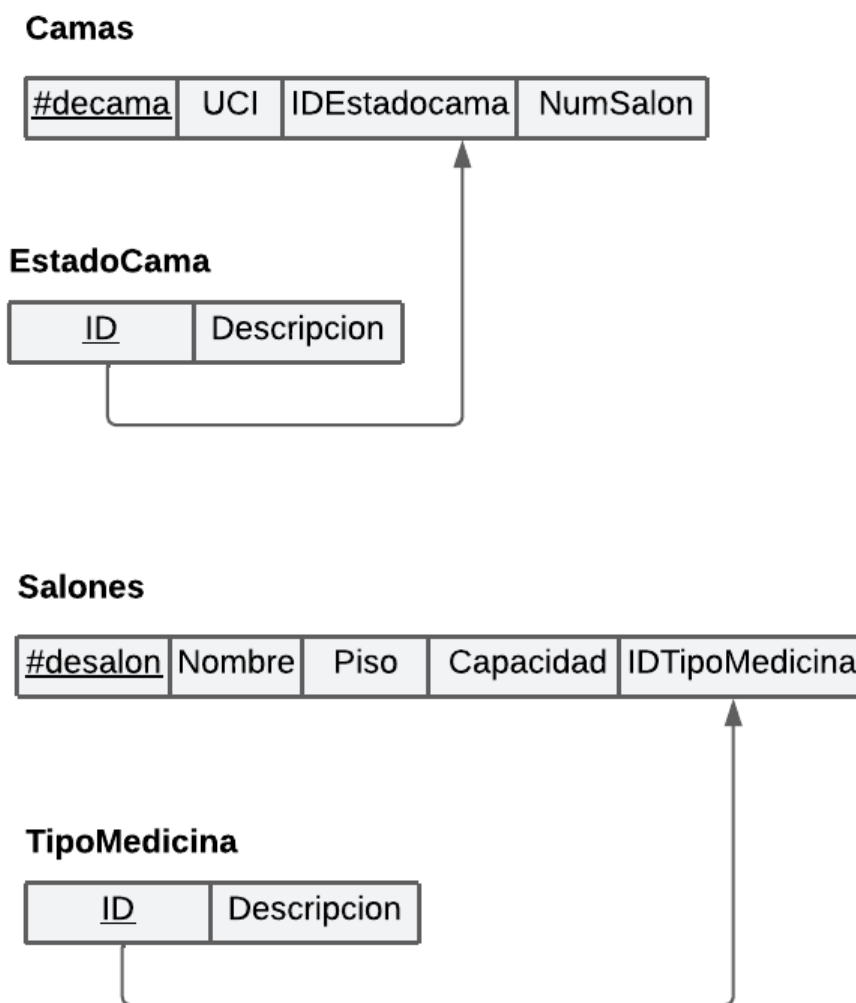 Camas
#decama UCI IDEstadocama NumSalon
EstadoCama
ID Descripcion
Salones
#desalon Nombre Piso Capacidad IDTipoMedicina
TipoMedicina
ID Descripcion